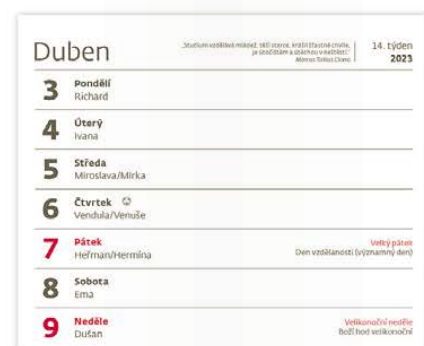 Duben
„Studium vzdělává mládež, těší starce, krášlí šťastné chvíle,
je útočištěm a útěchou v neštěstí."
Marcus Tullius Cicero
14. týden
2023
3 Pondělí
Richard
4 Úterý
Ivana
5 Středa
Miroslava/Mirka
6 Čtvrtek
Vendula/Venuše
7 Pátek
Heřman/Hermína
Velký pátek
Den vzdělanosti (významný den)
8 Sobota
Ema
9 Neděle
Dušan
Velikonoční neděle
Boží hod velikonoční